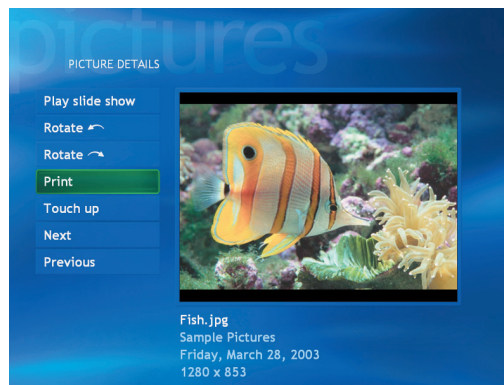 pictures
PICTURE DETAILS
Play slide show
Rotate
Rotate
Print
Touch up
Next
Previous
Fish.jpg
Sample Pictures
Friday, March 28, 2003
1280 x 853